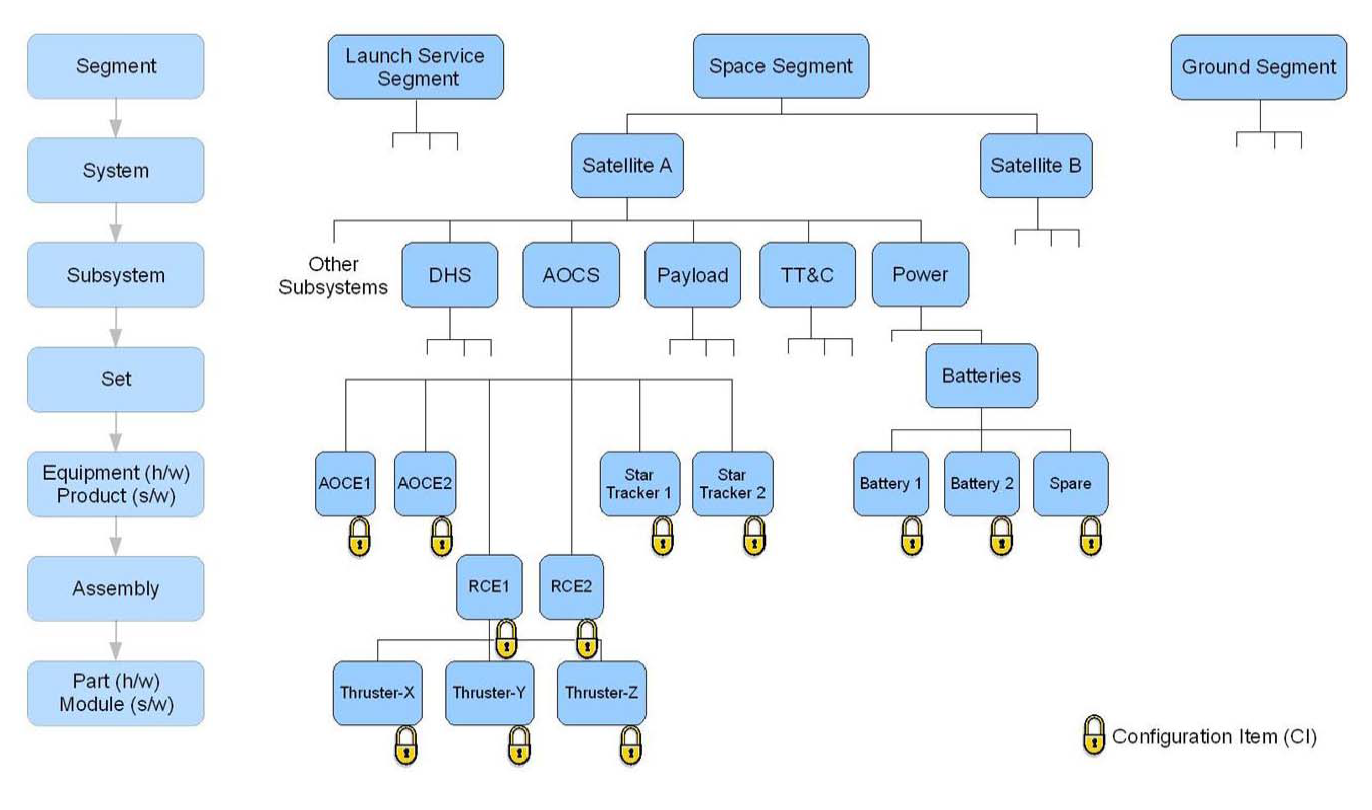 Segment
Launch Service
Segment
Space Segment
Ground Segment
System
Satellite A
Satellite B
Subsystem
Other
Subsystems
DHS
AOCS
Payload
TT&C
Power
Set
Batteries
Equipment (h/w)
Product (s/w)
AOCE1
AOCE2
Star
Tracker 1
Star
Tracker 2
Battery 1
Battery 2
Spare
Assembly
RCE1
RCE2
Part (h/w)
Module (s/w)
Thruster-X
Thruster-Y
Thruster-Z
Configuration Item (CI)